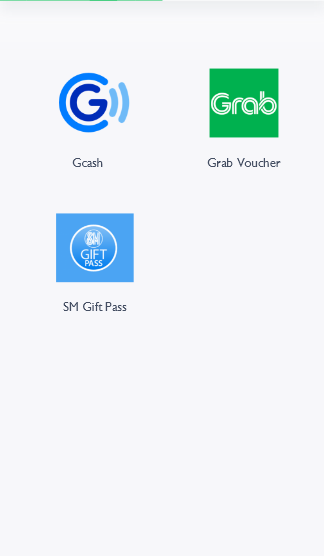 G
Grab
Gcash
Grab Voucher
SM
GIFT
PASS
SM Gift Pass